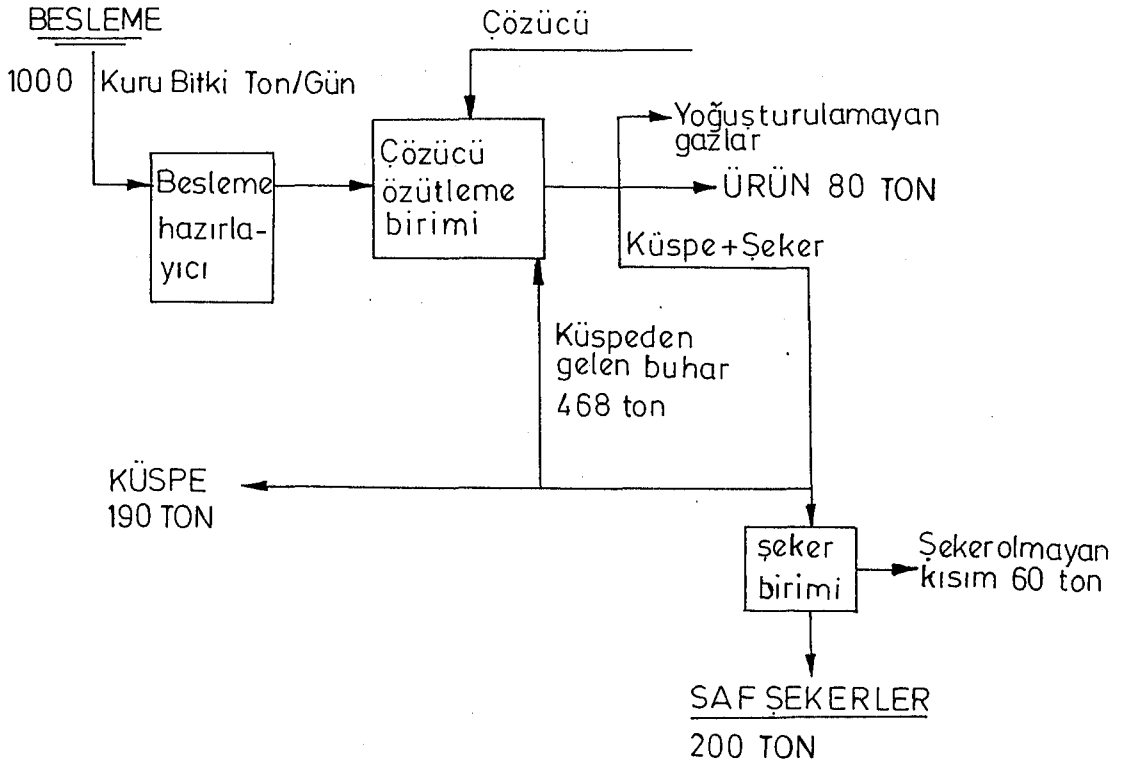 BESLEME
1000 Kuru Bitki Ton/Gün
Çözücü
Besleme
hazırla-
yıcı
Çözücü
özütleme
birimi
Yoğuşturulamayan
gazlar
ÜRÜN 80 TON
Küspe+Şeker
Küspeden
gelen buhar
468 ton
KÜSPE
190 TON
şeker
birimi
Şekerolmayan
kısım 60 ton
SAF ŞEKERLER
200 TON